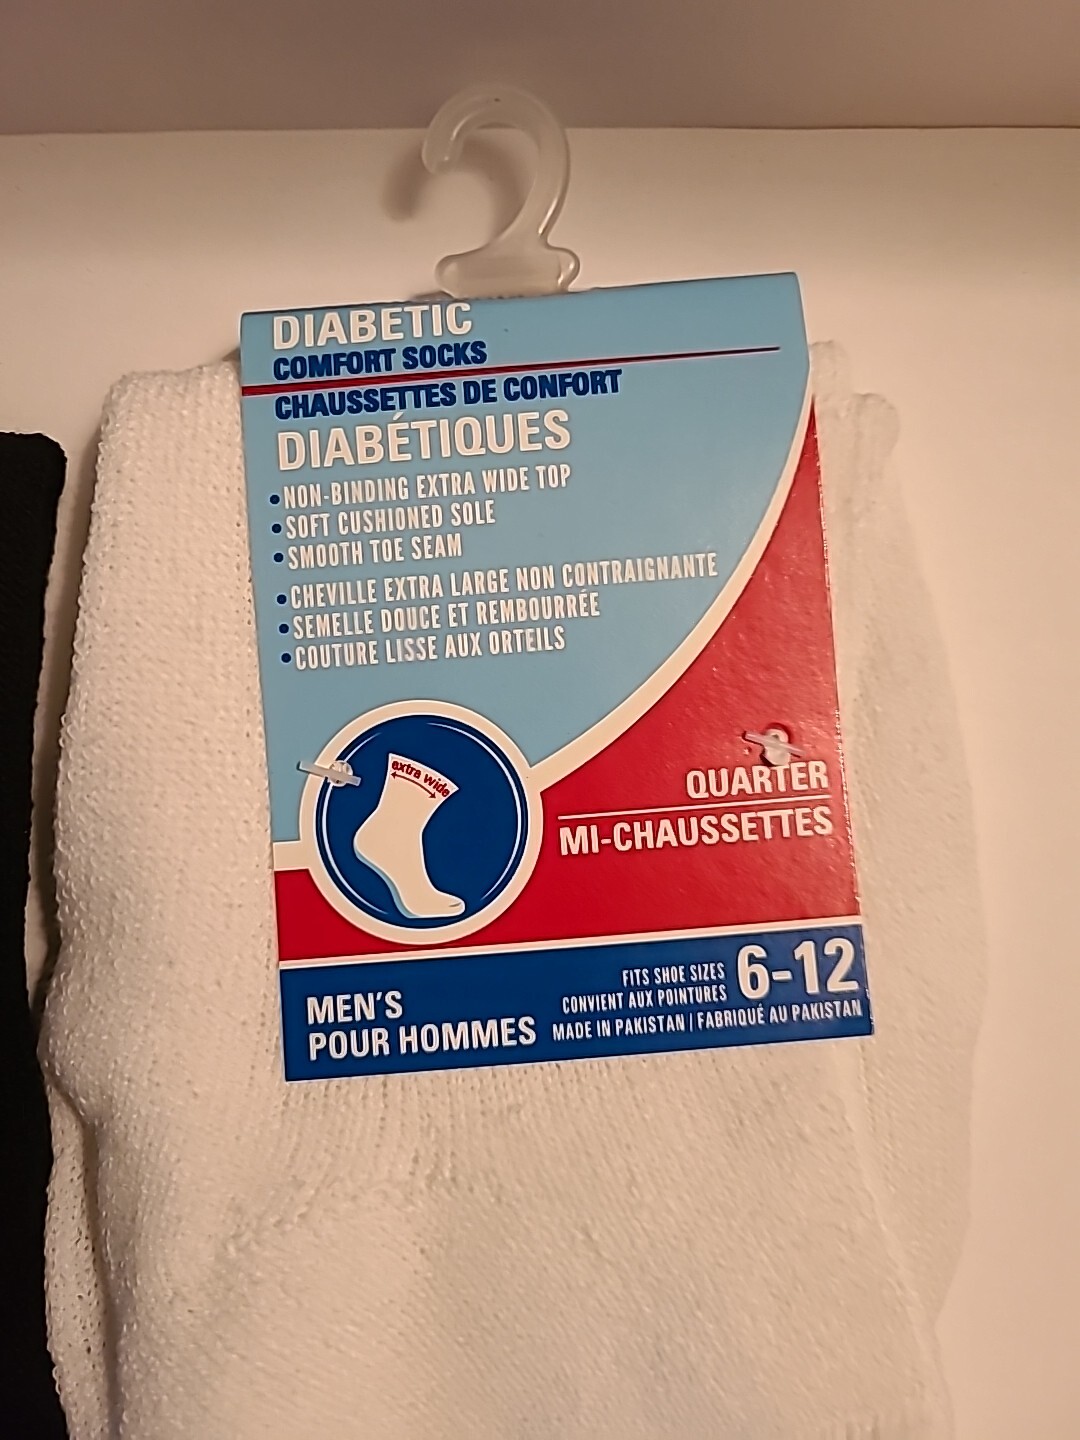 DIABETIC
COMFORT SOCKS
CHAUSSETTES DE CONFORT
DIABÉTIQUES
•NON-BINDING EXTRA WIDE TOP
•SOFT CUSHIONED SOLE
•SMOOTH TOE SEAM
•CHEVILLE EXTRA LARGE NON CONTRAIGNANTE
•SEMELLE DOUCE ET REMBOURRÉE
•COUTURE LISSE AUX ORTEILS
extra wide
QUARTER
MI-CHAUSSETTES
MEN'S
POUR HOMMES
FITS SHOE SIZES
CONVIENT AUX POINTURES
6-12
MADE IN PAKISTAN | FABRIQUÉ AU PAKISTAN